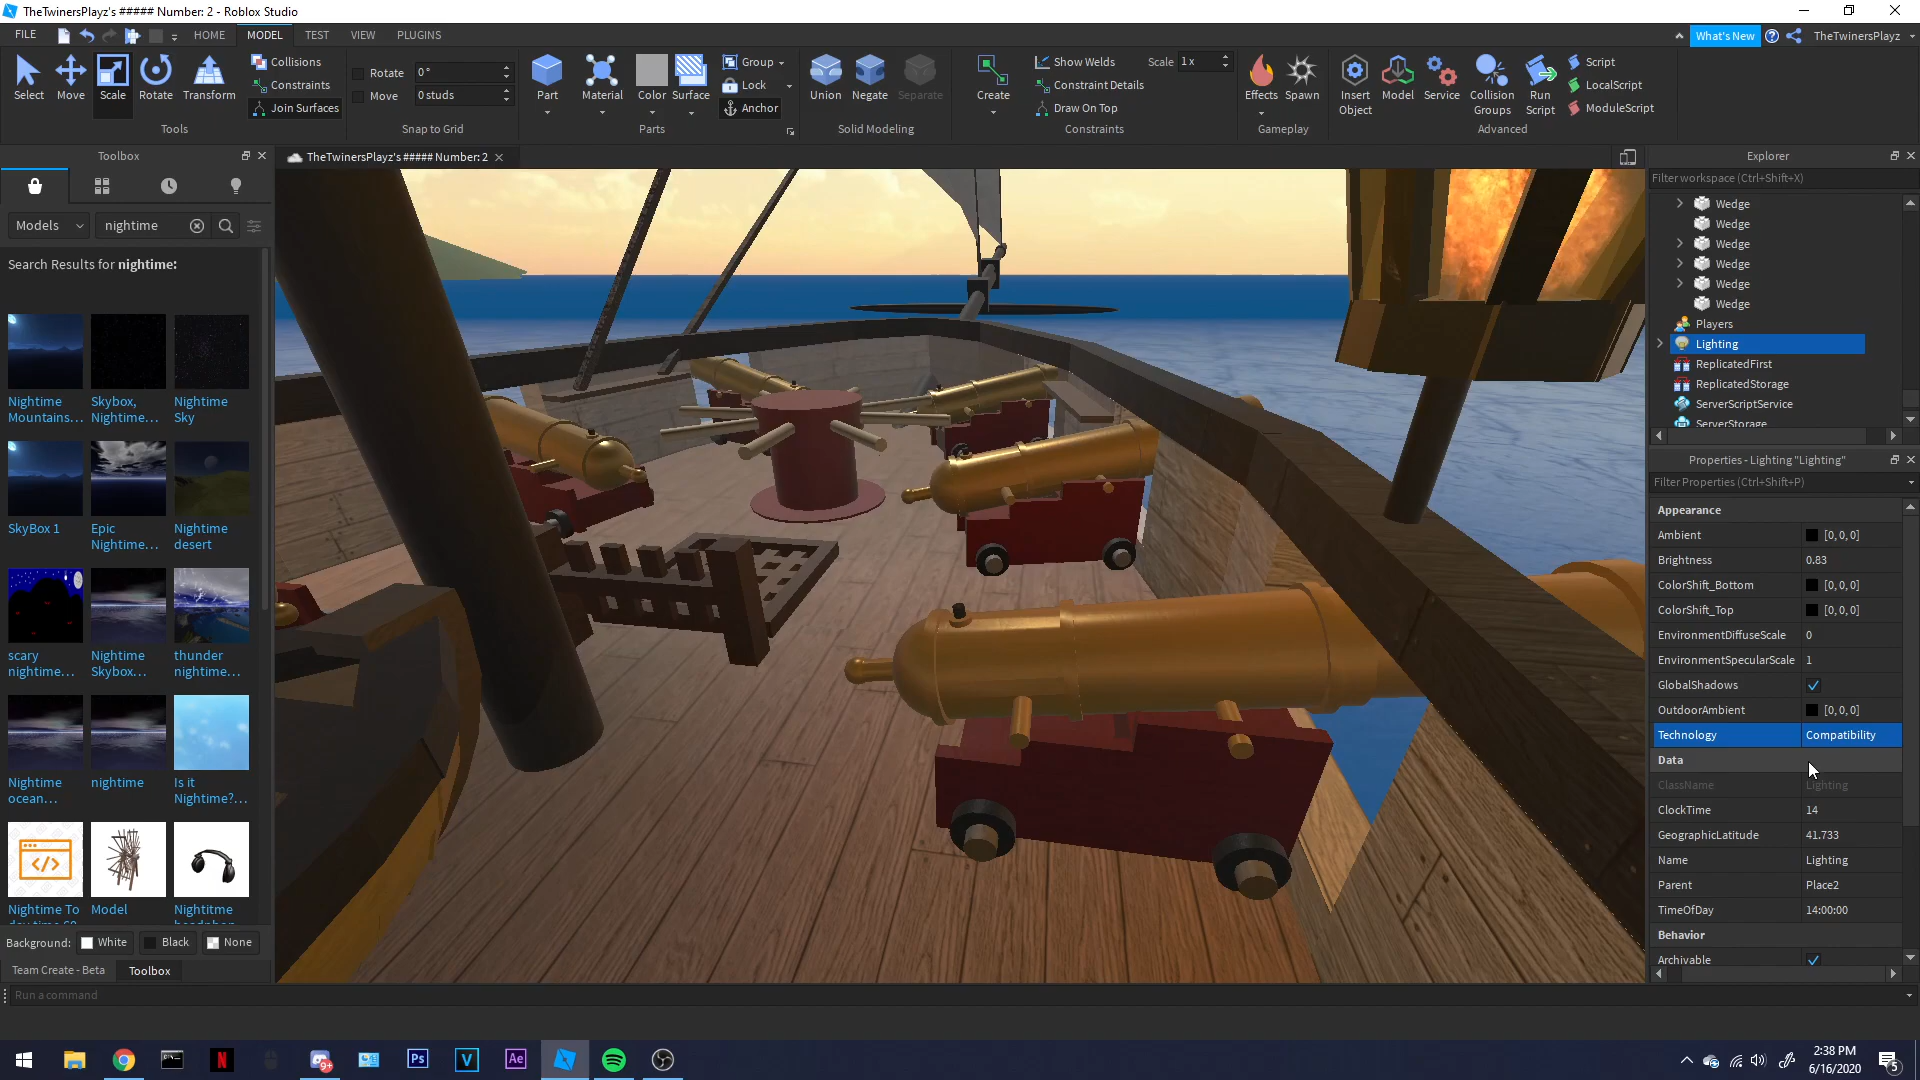 TheTwinersPlayz's ##### Number: 2 - Roblox Studio
FILE
HOME
MODEL
TEST
VIEW
PLUGINS
What's New
TheTwinersPlayz
Select
Move
Scale
Rotate
Transform
Collisions
Constraints
Join Surfaces
Tools
Rotate 0°
Move 0 studs
Snap to Grid
Part
Material
Color
Surface
Group
Lock
Anchor
Parts
Union
Negate
Separate
Solid Modeling
Create
Show Welds
Constraint Details
Draw On Top
Scale 1x
Constraints
Effects
Spawn
Gameplay
Insert Object
Model
Service
Collision Groups
Run Script
Script
LocalScript
ModuleScript
Advanced
Toolbox
TheTwinersPlayz's ##### Number: 2
Models
nightime
Search Results for nightime:
Nightime Mountains...
Skybox, Nightime...
Nightime Sky
SkyBox 1
Epic Nightime...
Nightime desert
scary nightime...
Nightime Skybox...
thunder nightime...
Nightime ocean...
nightime
Is it Nightime?...
Nightime To
Model
Nightitme
Background:
White
Black
None
Team Create - Beta
Toolbox
Run a command
Explorer
Filter workspace (Ctrl+Shift+X)
Wedge
Wedge
Wedge
Wedge
Wedge
Wedge
Players
Lighting
ReplicatedFirst
ReplicatedStorage
ServerScriptService
ServerStorage
Properties - Lighting "Lighting"
Filter Properties (Ctrl+Shift+P)
Appearance
Ambient [0, 0, 0]
Brightness 0.83
ColorShift_Bottom [0, 0, 0]
ColorShift_Top [0, 0, 0]
EnvironmentDiffuseScale 0
EnvironmentSpecularScale 1
GlobalShadows
OutdoorAmbient [0, 0, 0]
Technology Compatibility
Data
ClassName Lighting
ClockTime 14
GeographicLatitude 41.733
Name Lighting
Parent Place2
TimeOfDay 14:00:00
Behavior
Archivable
Ps
V
Ae
9+
2:38 PM
6/16/2020
5